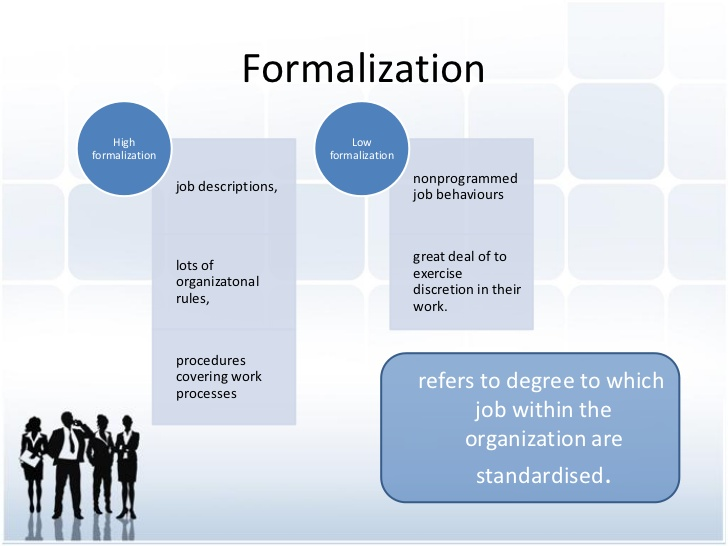 Formalization
High
formalization
job descriptions,
lots of
organizatonal
rules,
procedures
covering work
processes
Low
formalization
nonprogrammed
job behaviours
great deal of to
exercise
discretion in their
work.
refers to degree to which
job within the
organization are
standardised.